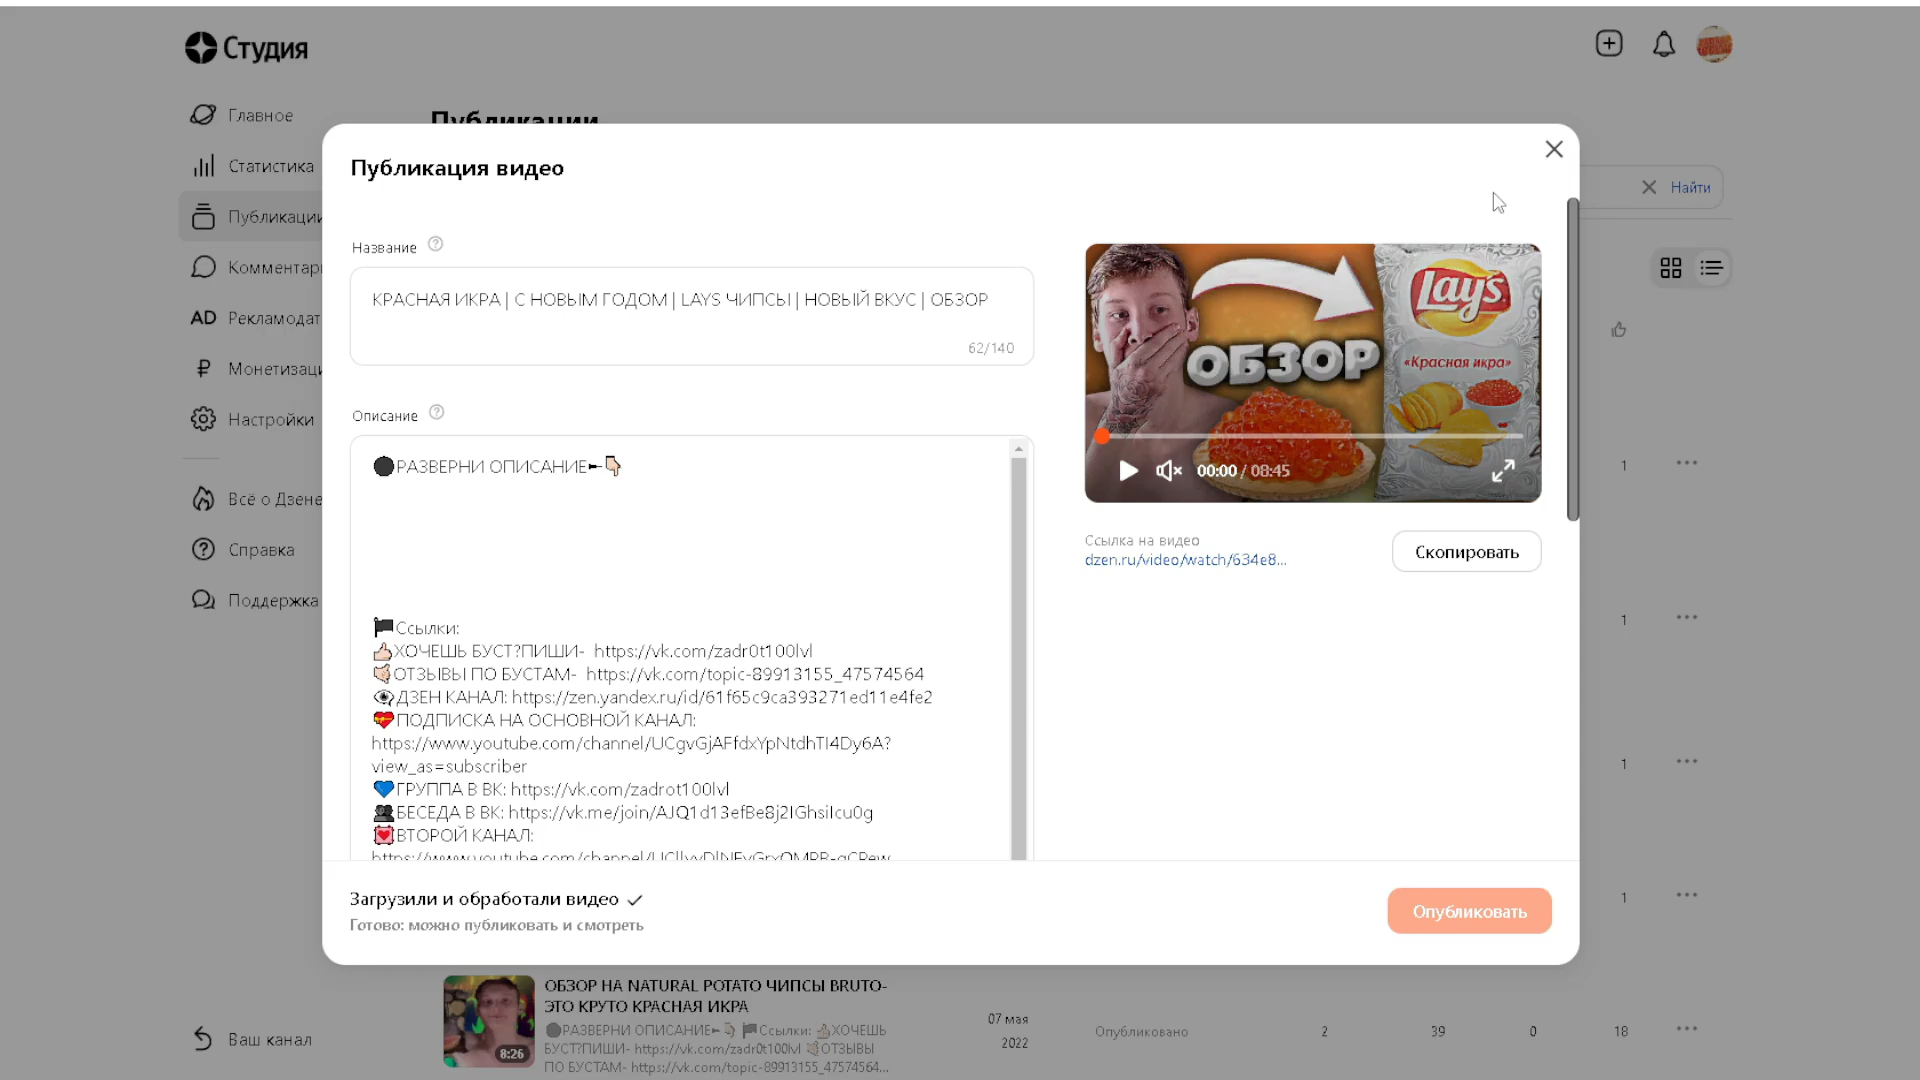 Студия
Главное
Статистика
Публикации
Комментар
AD Рекламодат
Монетизаци
Настройки
Всё о Дзене
Справка
Поддержка
Ваш канал
Публикации
Найти
Публикация видео
Название
КРАСНАЯ ИКРА | С НОВЫМ ГОДОМ | LAYS ЧИПСЫ | НОВЫЙ ВКУС | ОБЗОР
62/140
Описание
РАЗВЕРНИ ОПИСАНИЕ
Ссылки:
ХОЧЕШЬ БУСТ?ПИШИ- https://vk.com/zadr0t100lvl
ОТЗЫВЫ ПО БУСТАМ- https://vk.com/topic-89913155_47574564
ДЗЕН КАНАЛ: https://zen.yandex.ru/id/61f65c9ca393271ed11e4fe2
ПОДПИСКА НА ОСНОВНОЙ КАНАЛ:
https://www.youtube.com/channel/UCgvGjAFfdxYpNtdhTI4Dy6A?
view_as=subscriber
ГРУППА В ВК: https://vk.com/zadrot100lvl
БЕСЕДА В ВК: https://vk.me/join/AJQ1d13efBe8j2IGhsiIcu0g
ВТОРОЙ КАНАЛ:
Lay's
ОБЗОР
«Красная икра»
00:00 / 08:45
Ссылка на видео
dzen.ru/video/watch/634e8...
Скопировать
Загрузили и обработали видео
Готово: можно публиковать и смотреть
Опубликовать
1
1
1
1
8:26
ОБЗОР НА NATURAL POTATO ЧИПСЫ BRUTO-
ЭТО КРУТО КРАСНАЯ ИКРА
РАЗВЕРНИ ОПИСАНИЕ Ссылки: ХОЧЕШЬ
БУСТ?ПИШИ- https://vk.com/zadr0t100lvl ОТЗЫВЫ
ПО БУСТАМ- https://vk.com/topic-89913155_47574564...
07 мая
2022
Опубликовано
2
39
0
18